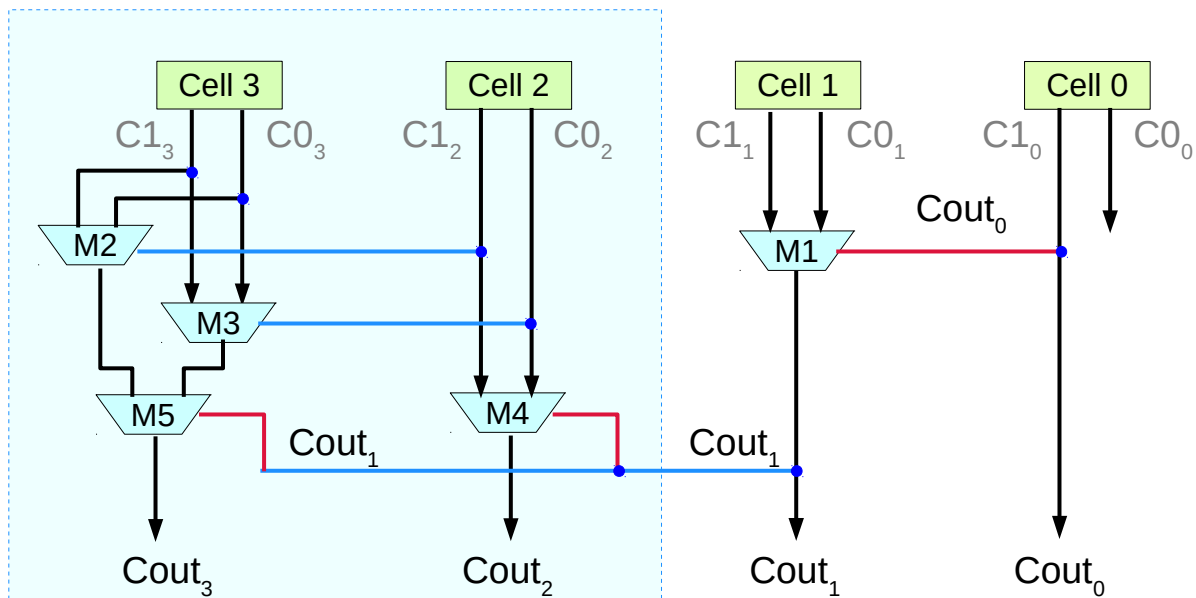 Cell 3
Cell 2
Cell 1
Cell 0
C1₃
C0₃
C1₂
C0₂
C1₁
C0₁
C1₀
C0₀
Cout₀
M2
M1
M3
M5
M4
Cout₁
Cout₁
Cout₃
Cout₂
Cout₁
Cout₀